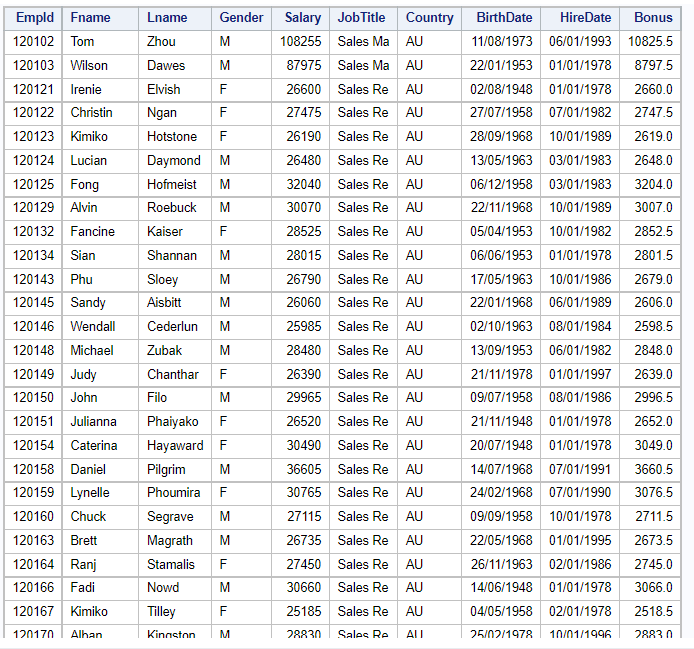 EmpId Fname Lname Gender Salary JobTitle Country BirthDate HireDate Bonus
120102 Tom Zhou M 108255 Sales Ma AU 11/08/1973 06/01/1993 10825.5
120103 Wilson Dawes M 87975 Sales Ma AU 22/01/1953 01/01/1978 8797.5
120121 Irenie Elvish F 26600 Sales Re AU 02/08/1948 01/01/1978 2660.0
120122 Christin Ngan F 27475 Sales Re AU 27/07/1958 07/01/1982 2747.5
120123 Kimiko Hotstone F 26190 Sales Re AU 28/09/1968 10/01/1989 2619.0
120124 Lucian Daymond M 26480 Sales Re AU 13/05/1963 03/01/1983 2648.0
120125 Fong Hofmeist M 32040 Sales Re AU 06/12/1958 03/01/1983 3204.0
120129 Alvin Roebuck M 30070 Sales Re AU 22/11/1968 10/01/1989 3007.0
120132 Fancine Kaiser F 28525 Sales Re AU 05/04/1953 10/01/1982 2852.5
120134 Sian Shannan M 28015 Sales Re AU 06/06/1953 01/01/1978 2801.5
120143 Phu Sloey M 26790 Sales Re AU 17/05/1963 10/01/1986 2679.0
120145 Sandy Aisbitt M 26060 Sales Re AU 22/01/1968 06/01/1989 2606.0
120146 Wendall Cederlun M 25985 Sales Re AU 02/10/1963 08/01/1984 2598.5
120148 Michael Zubak M 28480 Sales Re AU 13/09/1953 06/01/1982 2848.0
120149 Judy Chanthar F 26390 Sales Re AU 21/11/1978 01/01/1997 2639.0
120150 John Filo M 29965 Sales Re AU 09/07/1958 08/01/1986 2996.5
120151 Julianna Phaiyako F 26520 Sales Re AU 21/11/1948 01/01/1978 2652.0
120154 Caterina Hayaward F 30490 Sales Re AU 20/07/1948 01/01/1978 3049.0
120158 Daniel Pilgrim M 36605 Sales Re AU 14/07/1968 07/01/1991 3660.5
120159 Lynelle Phoumira F 30765 Sales Re AU 24/02/1968 07/01/1990 3076.5
120160 Chuck Segrave M 27115 Sales Re AU 09/09/1958 10/01/1978 2711.5
120163 Brett Magrath M 26735 Sales Re AU 22/05/1968 01/01/1995 2673.5
120164 Ranj Stamalis F 27450 Sales Re AU 26/11/1963 02/01/1986 2745.0
120166 Fadi Nowd M 30660 Sales Re AU 14/06/1948 01/01/1978 3066.0
120167 Kimiko Tilley F 25185 Sales Re AU 04/05/1958 02/01/1978 2518.5
120170 Alban Kingston M 28830 Sales Re AU 25/02/1978 10/01/1996 2883.0